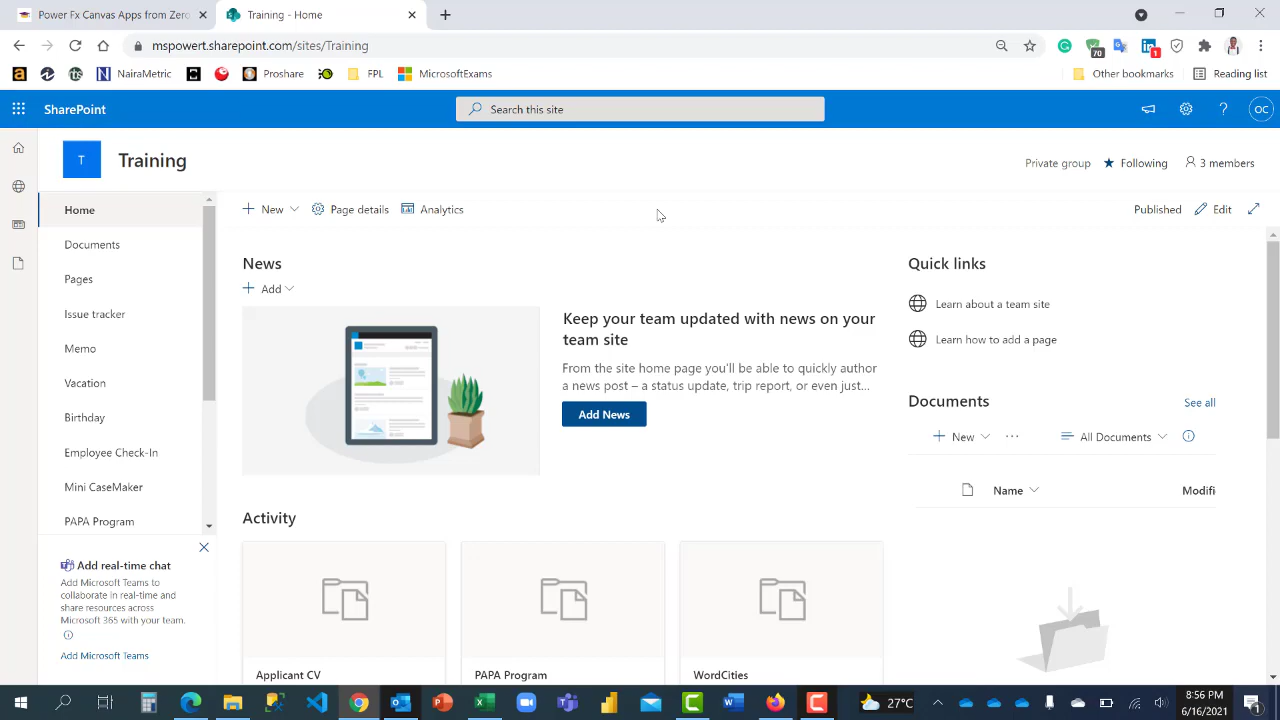 Power Fx Canvas Apps from Zero
Training - Home
mspowert.sharepoint.com/sites/Training
70
1
NairaMetric
Proshare
FPL
MicrosoftExams
Other bookmarks
Reading list
SharePoint
Search this site
OC
T
Training
Private group
Following
3 members
Home
New
Page details
Analytics
Published
Edit
Documents
Pages
Issue tracker
Memo
Vacation
Birthday
Employee Check-In
Mini CaseMaker
PAPA Program
News
Add
Keep your team updated with news on your
team site
From the site home page you'll be able to quickly author
a news post – a status update, trip report, or even just...
Add News
Quick links
Learn about a team site
Learn how to add a page
Documents
See all
New
All Documents
Name
Modifi
Activity
Applicant CV
PAPA Program
WordCities
Add real-time chat
Add Microsoft Teams to
collaborate in real-time and
share resources across
Microsoft 365 with your team.
Add Microsoft Teams
27°C
8:56 PM
6/16/2021
1